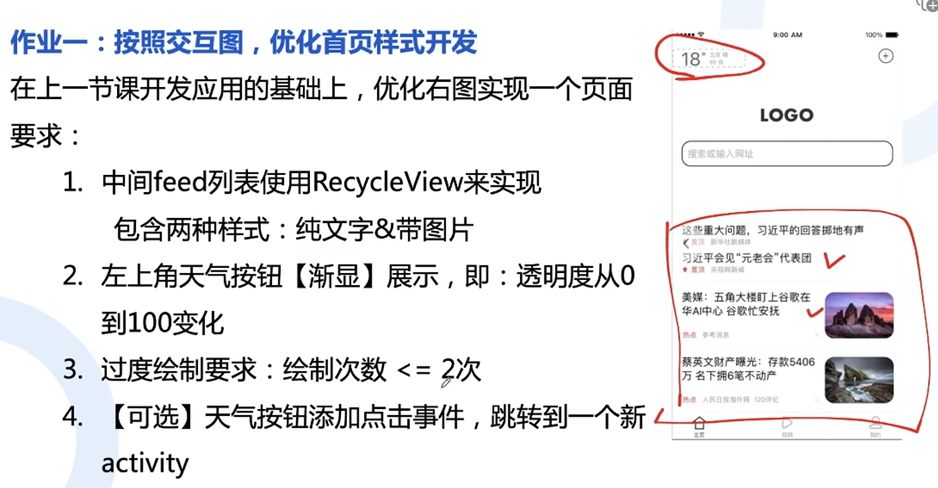 作业一：按照交互图，优化首页样式开发
在上一节课开发应用的基础上，优化右图实现一个页面
要求：
1. 中间feed列表使用RecycleView来实现
包含两种样式：纯文字&带图片
2. 左上角天气按钮【渐显】展示，即：透明度从0
到100变化
3. 过度绘制要求：绘制次数 <= 2次
4. 【可选】天气按钮添加点击事件，跳转到一个新
activity
9:00 AM
100%
18°
北京 晴
LOGO
搜索或输入网址
这些重大问题，习近平的回答掷地有声
置顶 新华社新媒体
习近平会见“元老会”代表团
置顶 央视网新闻
美媒：五角大楼盯上谷歌在
华AI中心 谷歌忙安抚
热点 参考消息
蔡英文财产曝光：存款5406
万 名下拥6笔不动产
热点 人民日报海外网 120评论
主页 视频 我的